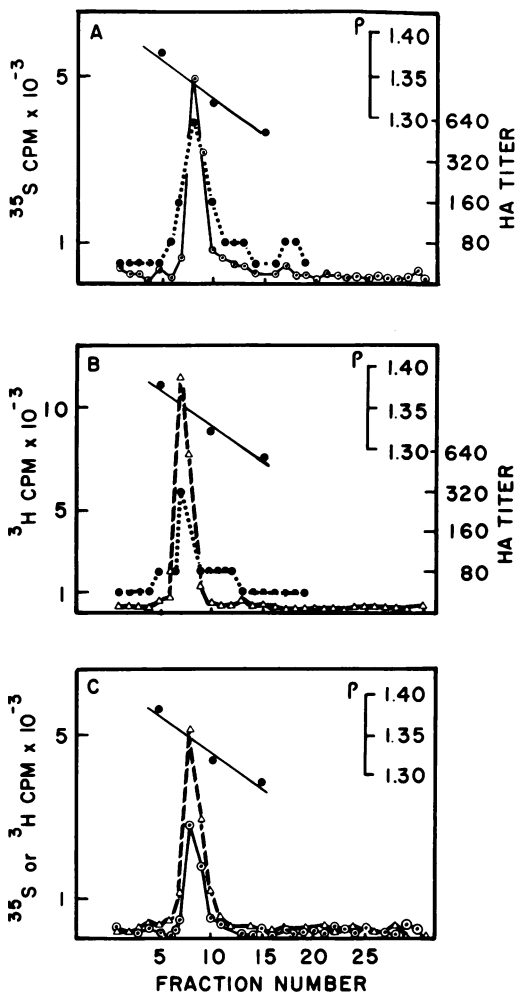 A
ρ
1.40
1.35
1.30
5
1
35S CPM x 10-3
640
320
160
80
HA TITER
B
ρ
1.40
1.35
1.30
10
5
1
3H CPM x 10-3
640
320
160
80
HA TITER
C
ρ
1.40
1.35
1.30
5
1
35S or 3H CPM x 10-3
5 10 15 20 25
FRACTION NUMBER